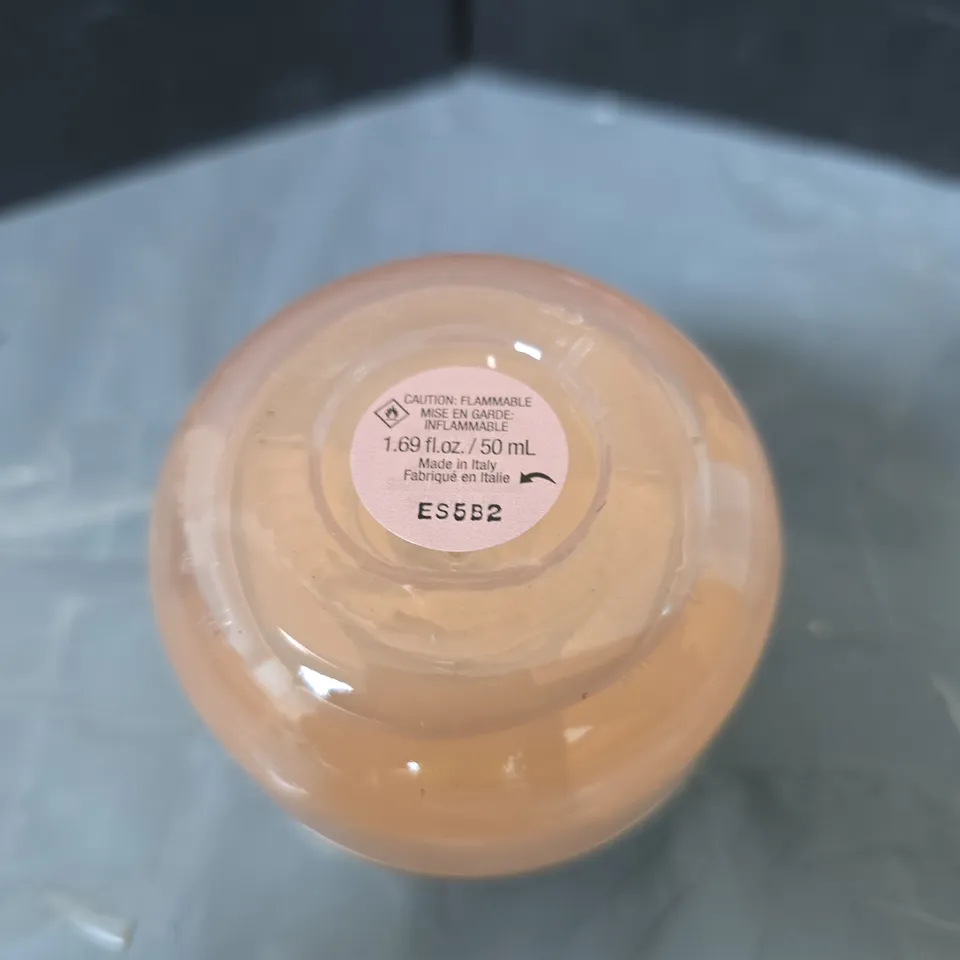 CAUTION: FLAMMABLE
MISE EN GARDE:
INFLAMMABLE
1.69 fl.oz. / 50 mL
Made in Italy
Fabriqué en Italie
ES5B2